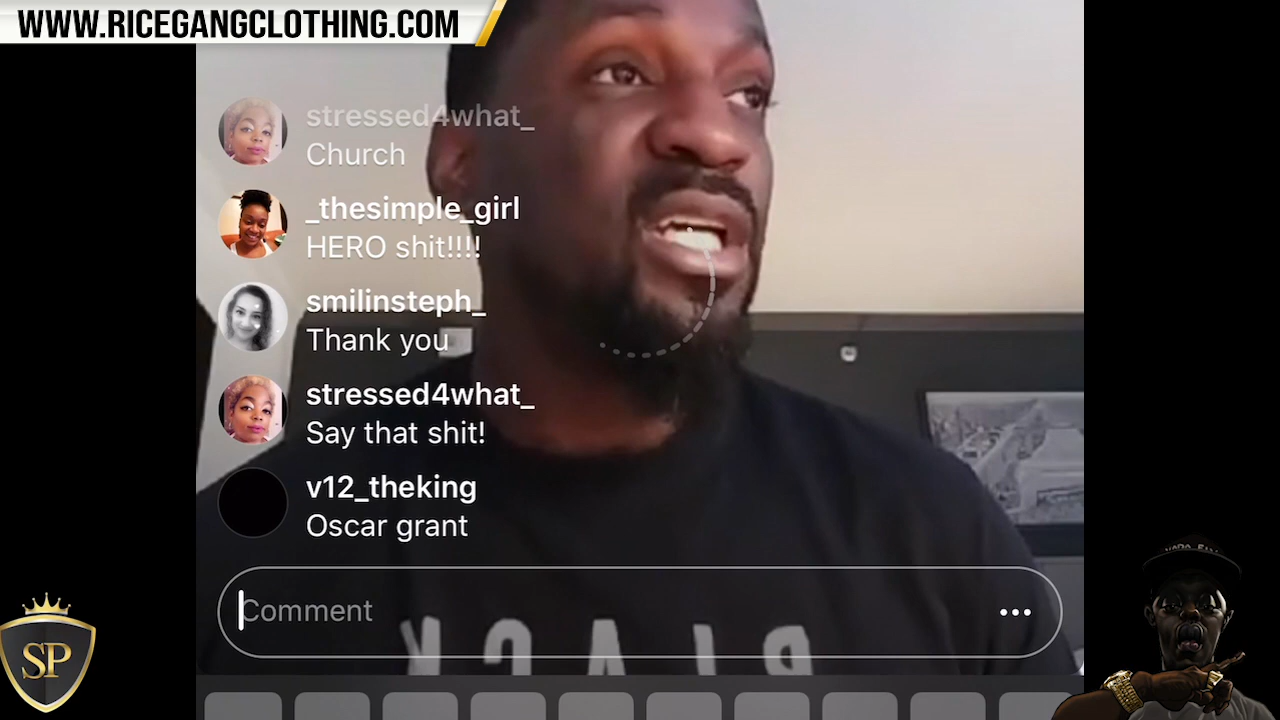 WWW.RICEGANGCLOTHING.COM
stressed4what_
Church
_thesimple_girl
HERO shit!!!!
smilinsteph_
Thank you
stressed4what_
Say that shit!
v12_theking
Oscar grant
Comment
BLACK
SP